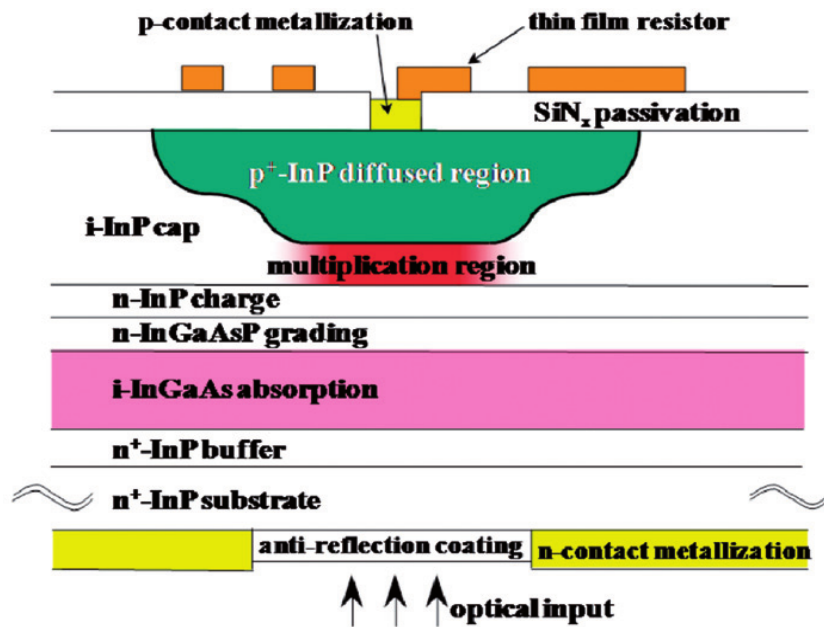 p-contact metallization
thin film resistor
SiNₓ passivation
p⁺-InP diffused region
i-InP cap
multiplication region
n-InP charge
n-InGaAsP grading
i-InGaAs absorption
n⁺-InP buffer
n⁺-InP substrate
anti-reflection coating
n-contact metallization
optical input